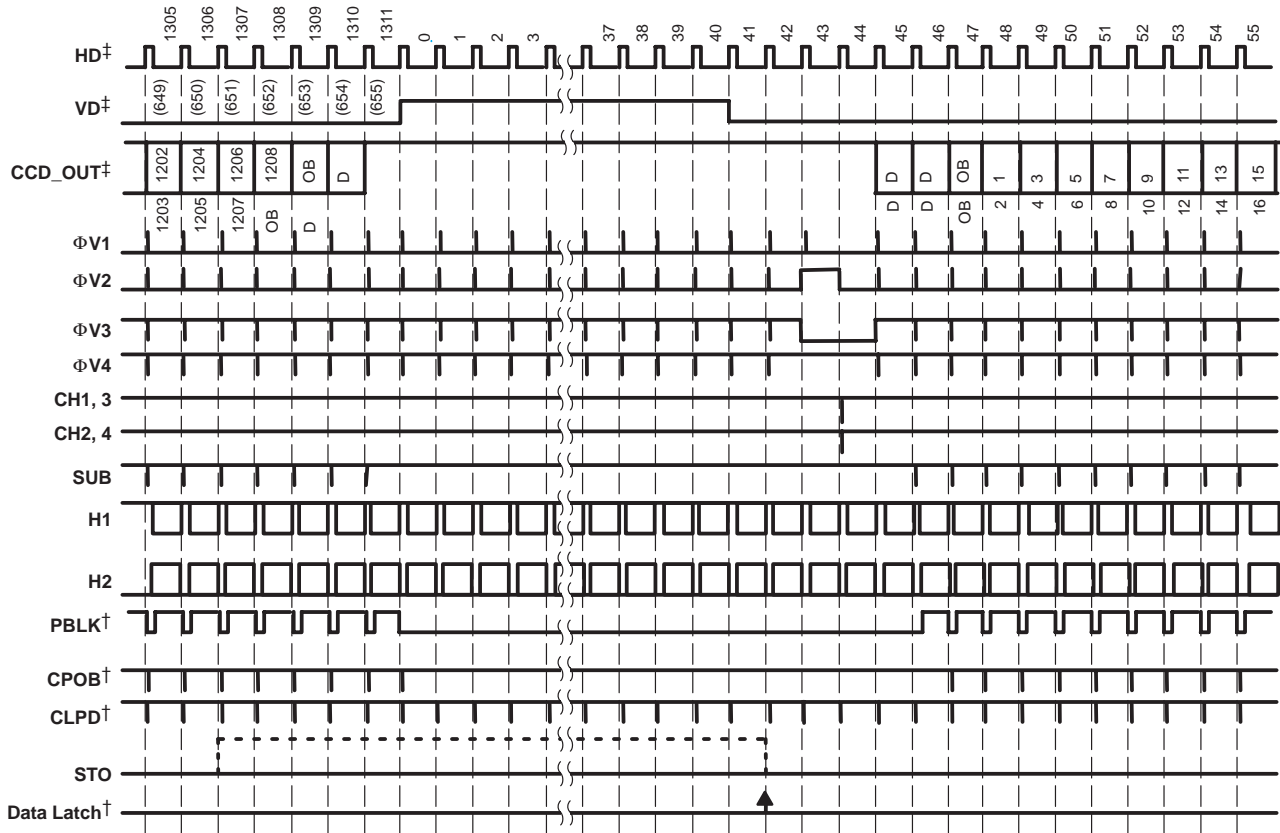 HD‡ 1305 1306 1307 1308 1309 1310 1311 0 1 2 3 37 38 39 40 41 42 43 44 45 46 47 48 49 50 51 52 53 54 55
VD‡ (649) (650) (651) (652) (653) (654) (655)
CCD_OUT‡ 1202 1204 1206 1208 OB D D D OB 1 3 5 7 9 11 13 15
1203 1205 1207 OB D D D OB 2 4 6 8 10 12 14 16
ΦV1
ΦV2
ΦV3
ΦV4
CH1, 3
CH2, 4
SUB
H1
H2
PBLK†
CPOB†
CLPD†
STO
Data Latch†